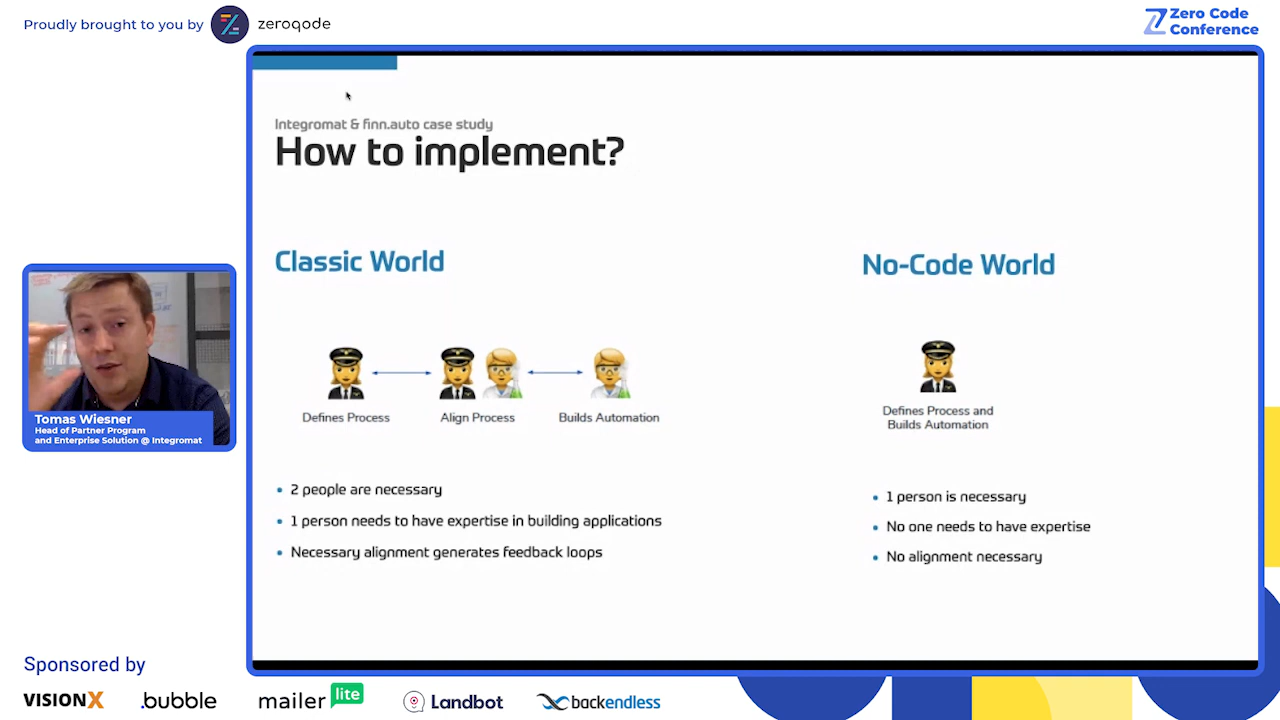 Proudly brought to you by
zeroqode
Zero Code
Conference
Integromat & finn.auto case study
How to implement?
Classic World
Defines Process
Align Process
Builds Automation
2 people are necessary
1 person needs to have expertise in building applications
Necessary alignment generates feedback loops
No-Code World
Defines Process and
Builds Automation
1 person is necessary
No one needs to have expertise
No alignment necessary
Tomas Wiesner
Head of Partner Program
and Enterprise Solution @ Integromat
Sponsored by
VISIONX
.bubble
mailer lite
Landbot
backendless